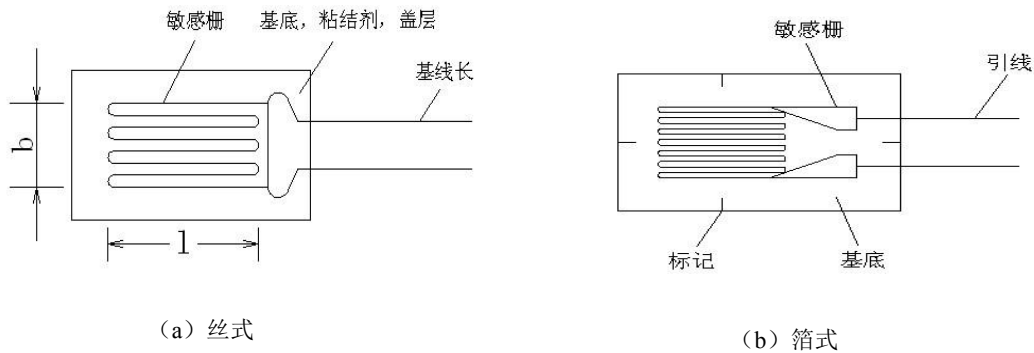 敏感栅
基底，粘结剂，盖层
基线长
b
l
（a）丝式
敏感栅
引线
标记
基底
（b）箔式